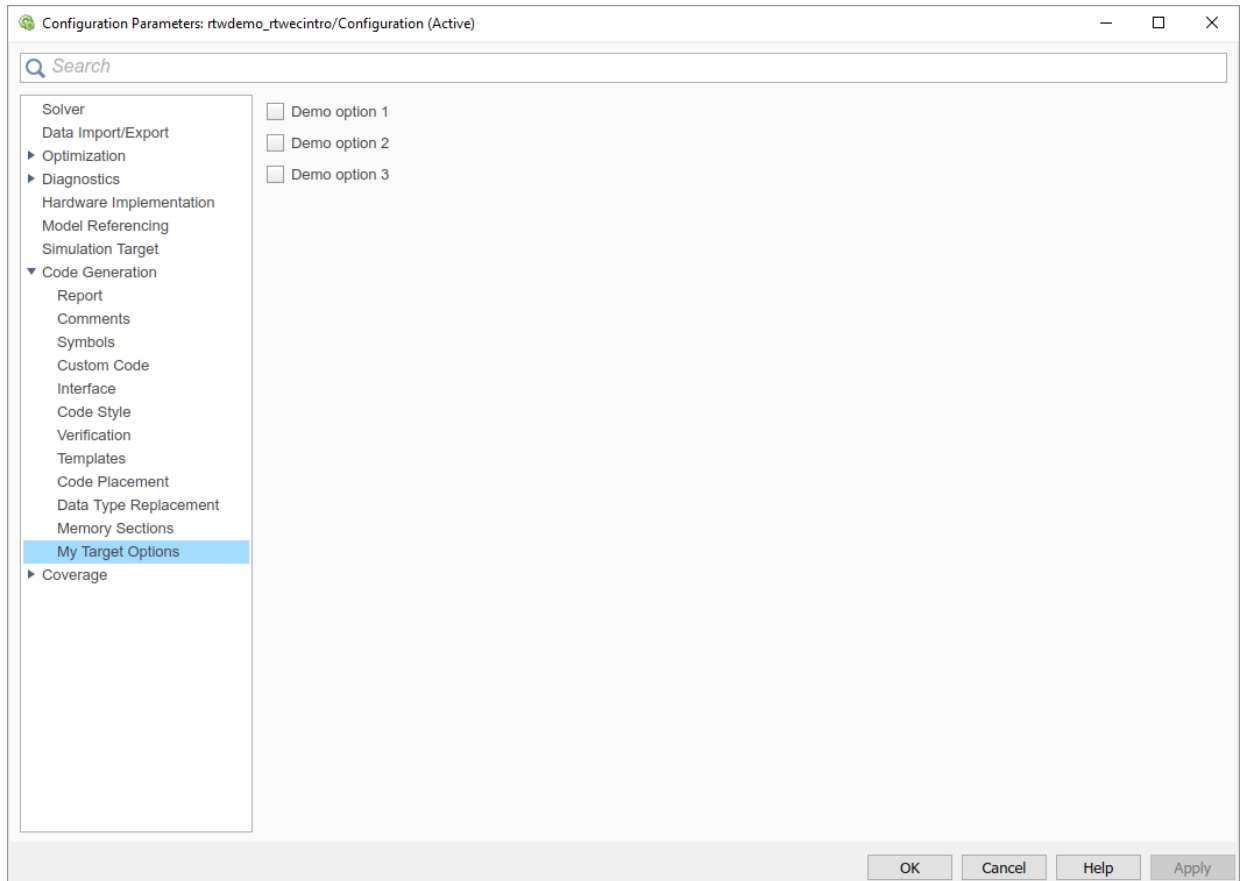 Configuration Parameters: rtwdemo_rtwecintro/Configuration (Active)
Search
Solver
Data Import/Export
Optimization
Diagnostics
Hardware Implementation
Model Referencing
Simulation Target
Code Generation
Report
Comments
Symbols
Custom Code
Interface
Code Style
Verification
Templates
Code Placement
Data Type Replacement
Memory Sections
My Target Options
Coverage
Demo option 1
Demo option 2
Demo option 3
OK Cancel Help Apply